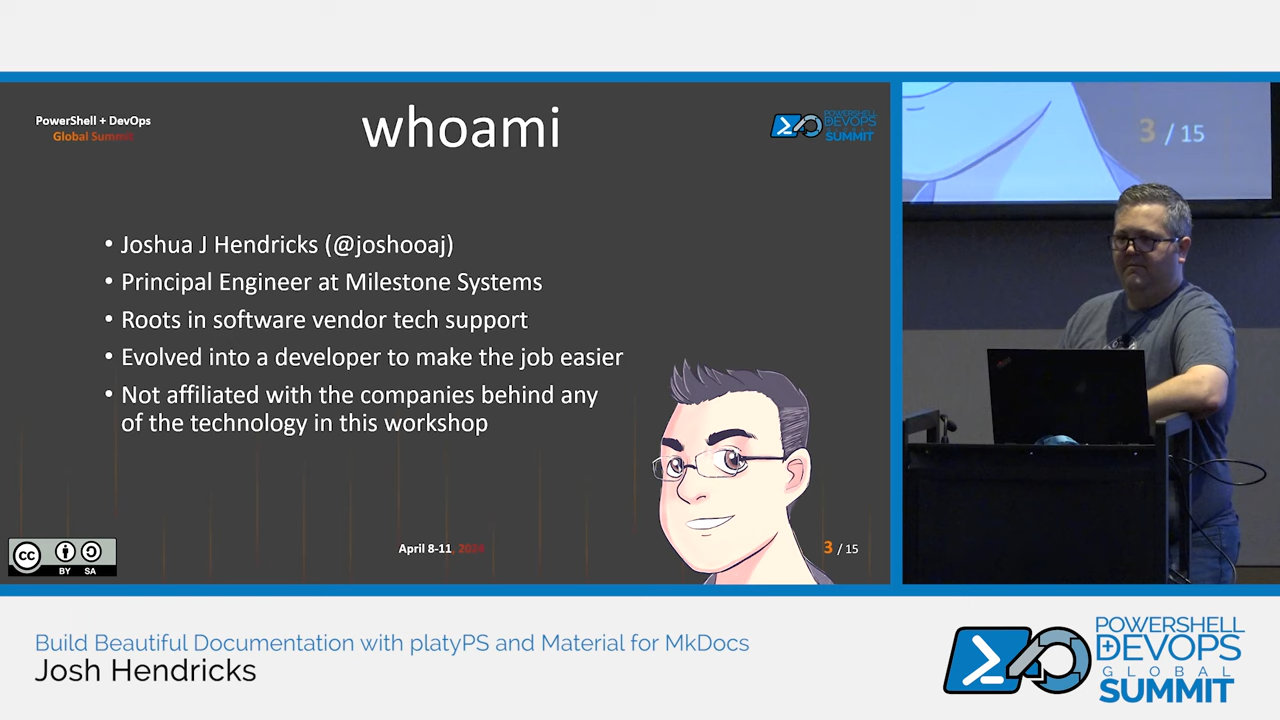 PowerShell + DevOps
Global Summit
whoami
POWERSHELL
DEVOPS
GLOBAL
SUMMIT
• Joshua J Hendricks (@joshooaj)
• Principal Engineer at Milestone Systems
• Roots in software vendor tech support
• Evolved into a developer to make the job easier
• Not affiliated with the companies behind any
of the technology in this workshop
cc
BY SA
April 8-11, 2024
3 / 15
3 / 15
Build Beautiful Documentation with platyPS and Material for MkDocs
Josh Hendricks
POWERSHELL
DEVOPS
GLOBAL
SUMMIT